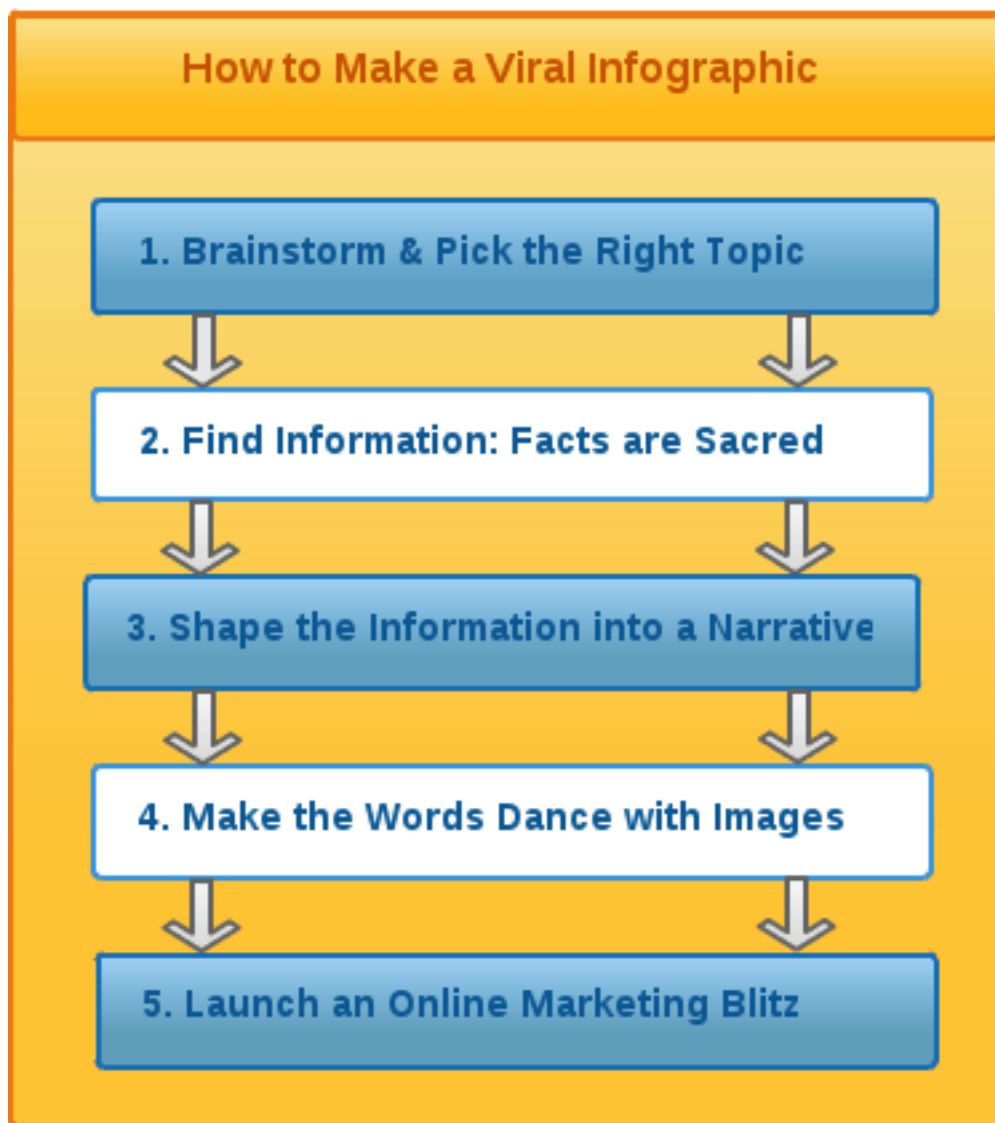 How to Make a Viral Infographic
1. Brainstorm & Pick the Right Topic
2. Find Information: Facts are Sacred
3. Shape the Information into a Narrative
4. Make the Words Dance with Images
5. Launch an Online Marketing Blitz